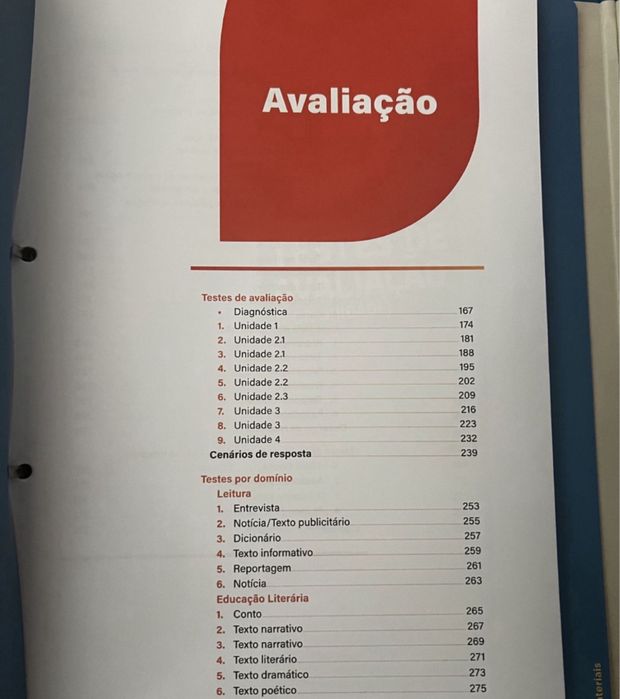 Avaliação
Testes de avaliação
• Diagnóstica 167
1. Unidade 1 174
2. Unidade 2.1 181
3. Unidade 2.1 188
4. Unidade 2.2 195
5. Unidade 2.2 202
6. Unidade 2.3 209
7. Unidade 3 216
8. Unidade 3 223
9. Unidade 4 232
Cenários de resposta 239
Testes por domínio
Leitura
1. Entrevista 253
2. Notícia/Texto publicitário 255
3. Dicionário 257
4. Texto informativo 259
5. Reportagem 261
6. Notícia 263
Educação Literária
1. Conto 265
2. Texto narrativo 267
3. Texto narrativo 269
4. Texto literário 271
5. Texto dramático 273
6. Texto poético 275